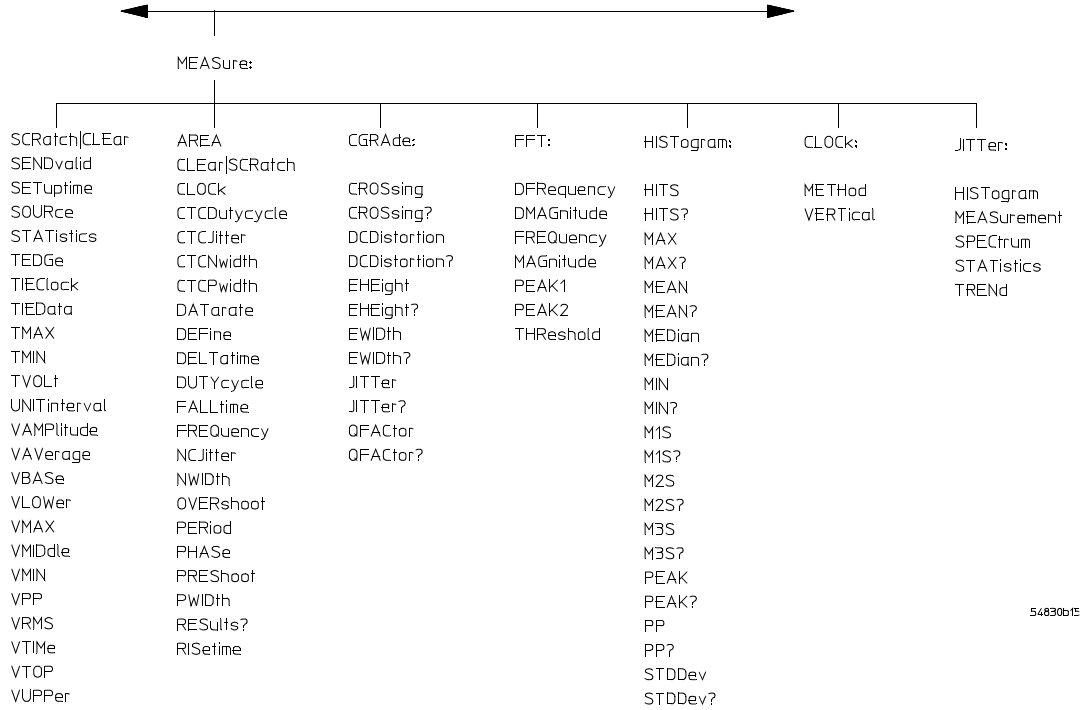 MEASure:
SCRatch|CLEar
SENDvalid
SETuptime
SOURce
STATistics
TEDGe
TIEClock
TIEData
TMAX
TMIN
TVOLt
UNITinterval
VAMPlitude
VAVerage
VBASe
VLOWer
VMAX
VMIDdle
VMIN
VPP
VRMS
VTIMe
VTOP
VUPPer
AREA
CLEar|SCRatch
CLOCk
CTCDutycycle
CTCJitter
CTCNwidth
CTCPwidth
DATarate
DEFine
DELTatime
DUTYcycle
FALLtime
FREQuency
NCJitter
NWIDth
OVERshoot
PERiod
PHASe
PREShoot
PWIDth
RESults?
RISetime
CGRAde:
CROSsing
CROSsing?
DCDistortion
DCDistortion?
EHEight
EHEight?
EWIDth
EWIDth?
JITTer
JITTer?
QFACtor
QFACtor?
FFT:
DFRequency
DMAGnitude
FREQuency
MAGnitude
PEAK1
PEAK2
THReshold
HISTogram:
HITS
HITS?
MAX
MAX?
MEAN
MEAN?
MEDian
MEDian?
MIN
MIN?
M1S
M1S?
M2S
M2S?
M3S
M3S?
PEAK
PEAK?
PP
PP?
STDDev
STDDev?
CLOCk:
METHod
VERTical
JITTer:
HISTogram
MEASurement
SPECtrum
STATistics
TRENd
54830b15